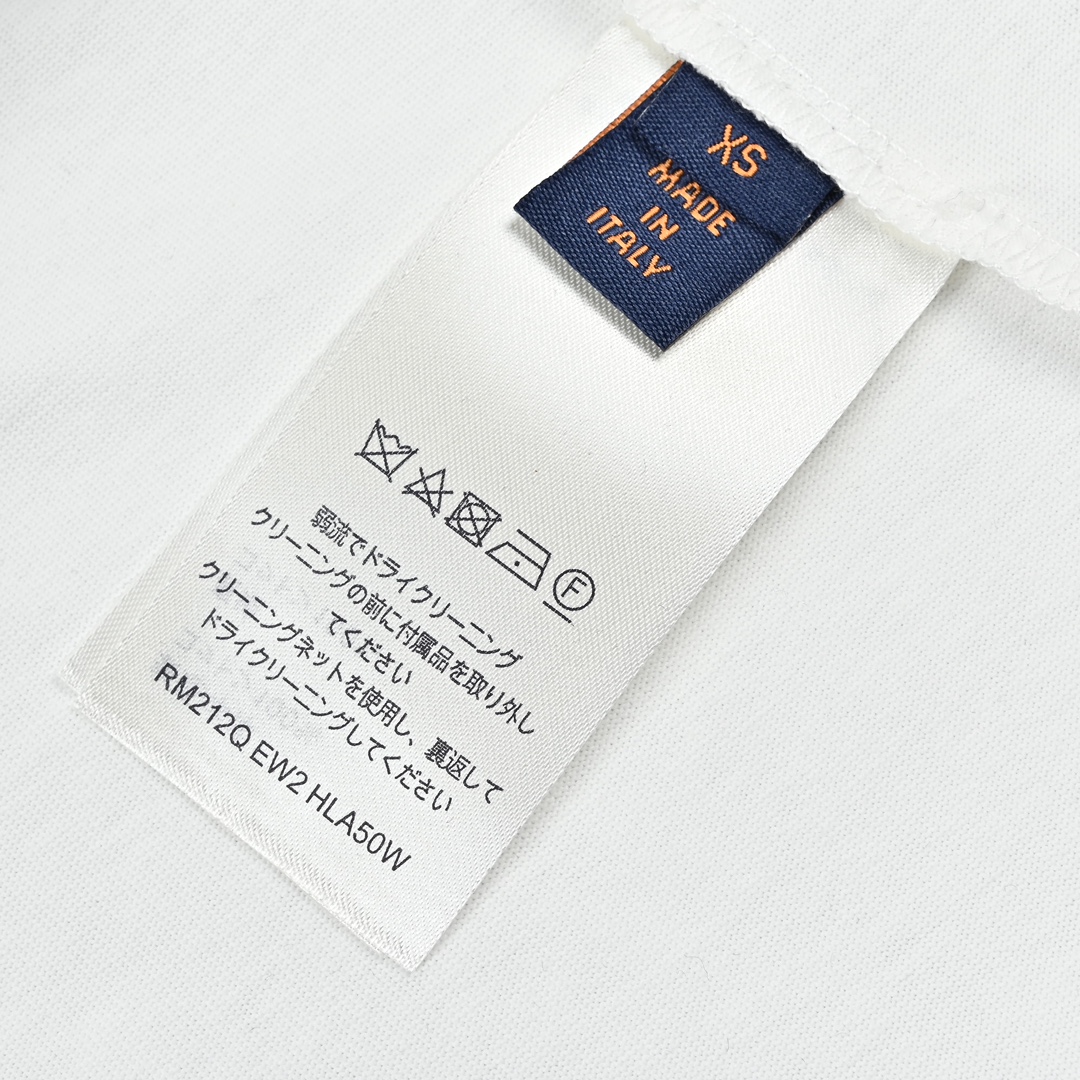 XS
MADE
IN
ITALY
F
弱流でドライクリーニング
クリーニングの前に付属品を取り外し
てください
クリーニングネットを使用し、裏返して
ドライクリーニングしてください
RM212Q EW2 HLA50W